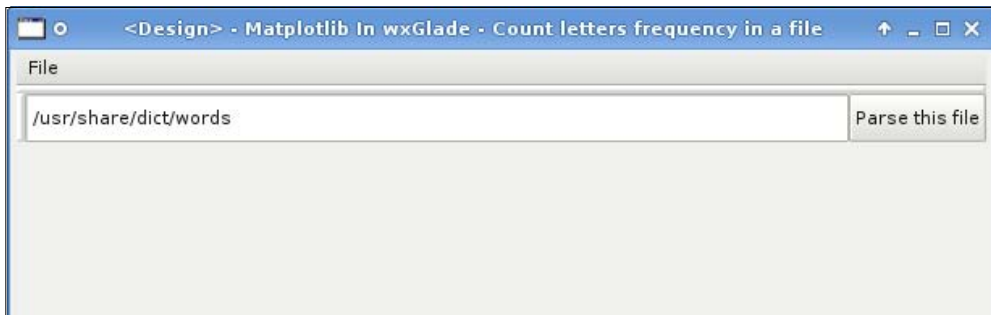 <Design> - Matplotlib In wxGlade - Count letters frequency in a file
File
/usr/share/dict/words
Parse this file